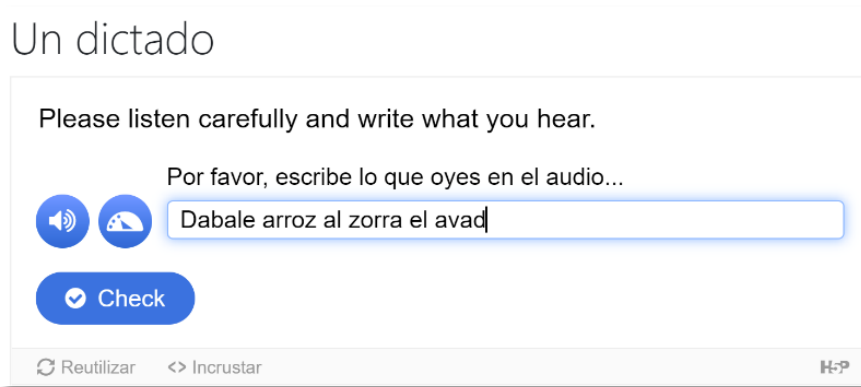 Un dictado
Please listen carefully and write what you hear.
Por favor, escribe lo que oyes en el audio...
Dabale arroz al zorra el avad
Check
Reutilizar <> Incrustar H5P